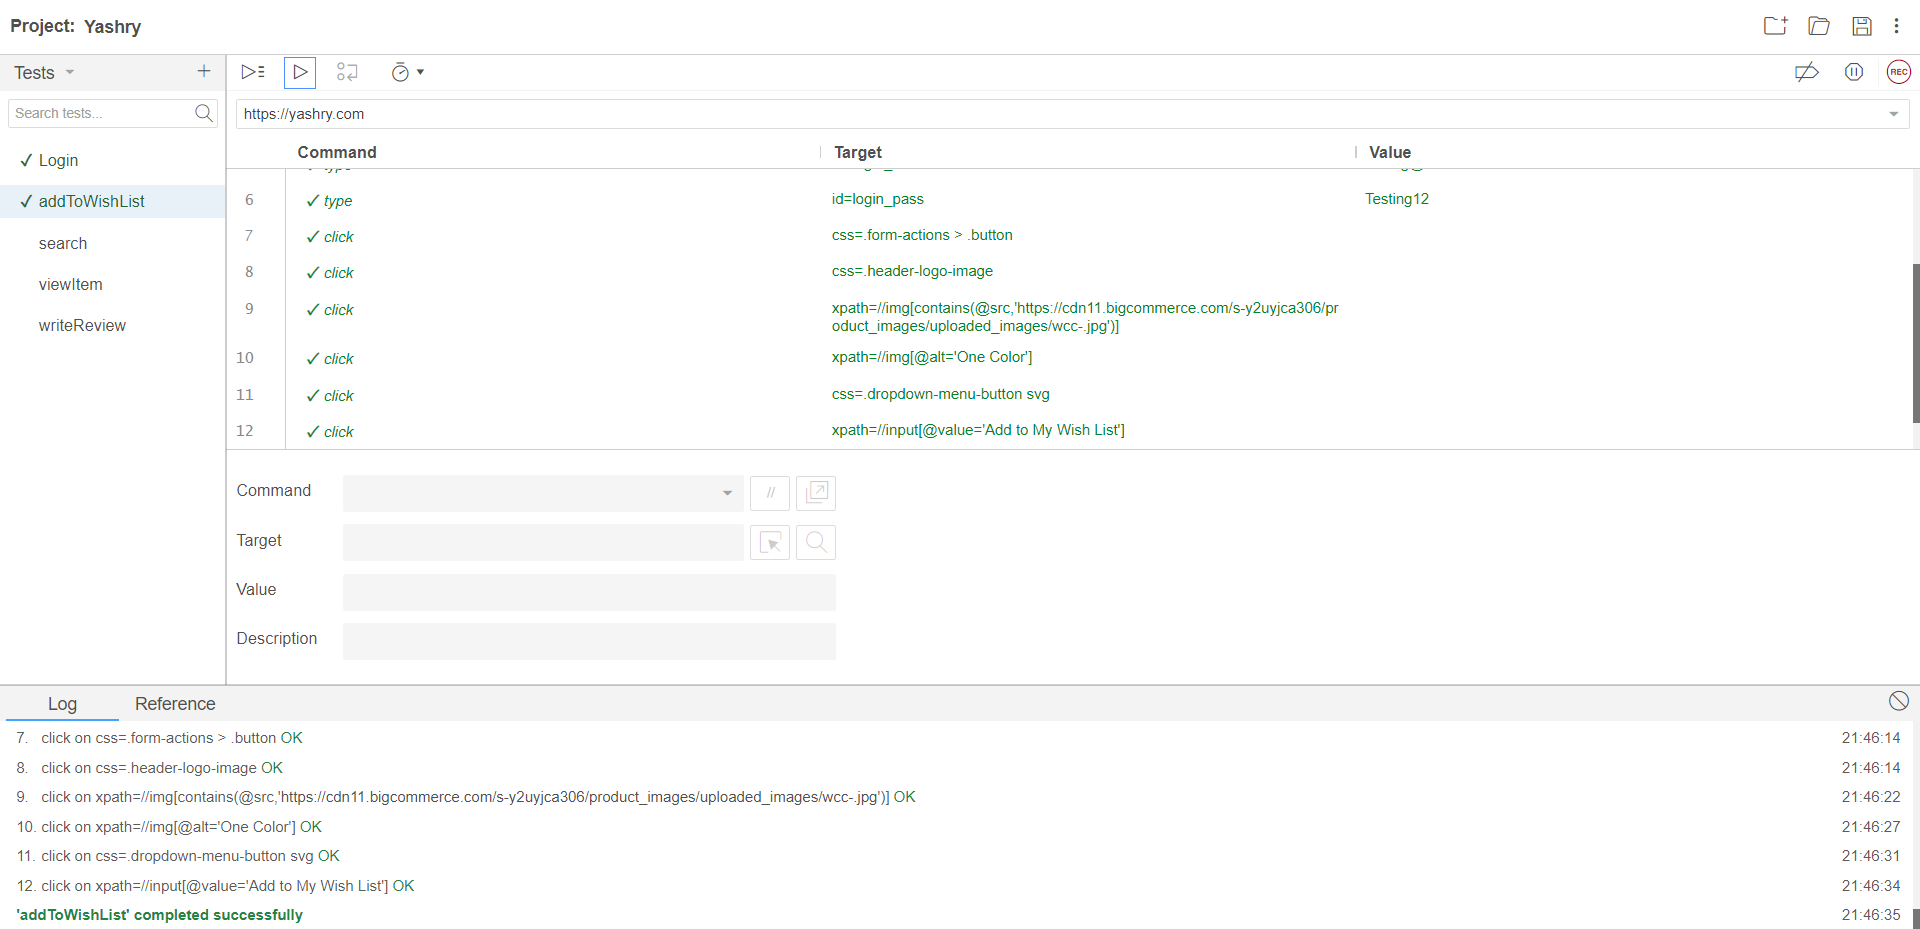 Project: Yashry
Tests
REC
Search tests...
https://yashry.com
Command Target Value
Login
addToWishList
search
viewItem
writeReview
type
6 type id=login_pass Testing12
7 click css=.form-actions > .button
8 click css=.header-logo-image
9 click xpath=//img[contains(@src,'https://cdn11.bigcommerce.com/s-y2uyjca306/pr
oduct_images/uploaded_images/wcc-.jpg')]
10 click xpath=//img[@alt='One Color']
11 click css=.dropdown-menu-button svg
12 click xpath=//input[@value='Add to My Wish List']
Command //
Target
Value
Description
Log Reference
7. click on css=.form-actions > .button OK 21:46:14
8. click on css=.header-logo-image OK 21:46:14
9. click on xpath=//img[contains(@src,'https://cdn11.bigcommerce.com/s-y2uyjca306/product_images/uploaded_images/wcc-.jpg')] OK 21:46:22
10. click on xpath=//img[@alt='One Color'] OK 21:46:27
11. click on css=.dropdown-menu-button svg OK 21:46:31
12. click on xpath=//input[@value='Add to My Wish List'] OK 21:46:34
'addToWishList' completed successfully 21:46:35